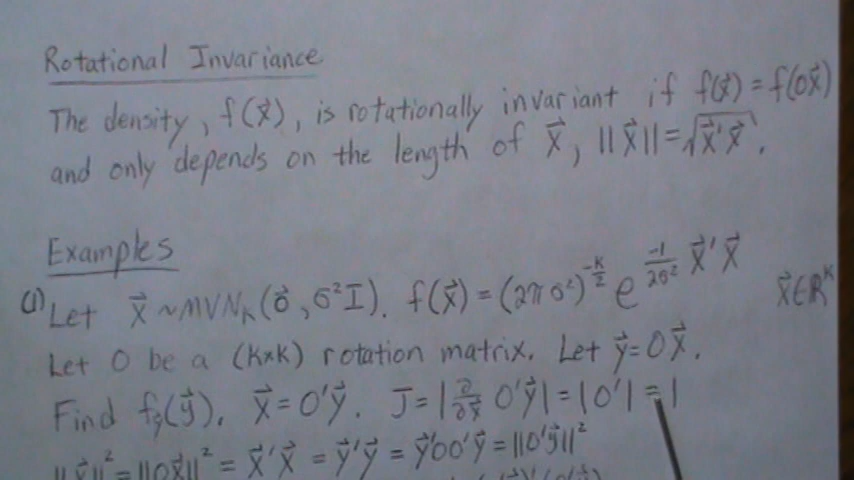 Rotational Invariance
The density, f(x⃗), is rotationally invariant if f(x⃗) = f(Ox⃗)
and only depends on the length of x⃗, ||x⃗|| = √x⃗'x⃗.
Examples
(1) Let x⃗ ~ MVN_K(0⃗, σ²I). f(x⃗) = (2πσ²)^(-K/2) e^(-1/2σ² x⃗'x⃗) x⃗∈R^K
Let O be a (K×K) rotation matrix. Let y⃗ = Ox⃗.
Find f_y⃗(y⃗). x⃗ = O'y⃗. J = |∂/∂x⃗ O'y⃗| = |O'| = 1
||x⃗||² = ||Ox⃗||² = x⃗'x⃗ = y⃗'y⃗ = y⃗'OO'y⃗ = ||O'y⃗||²